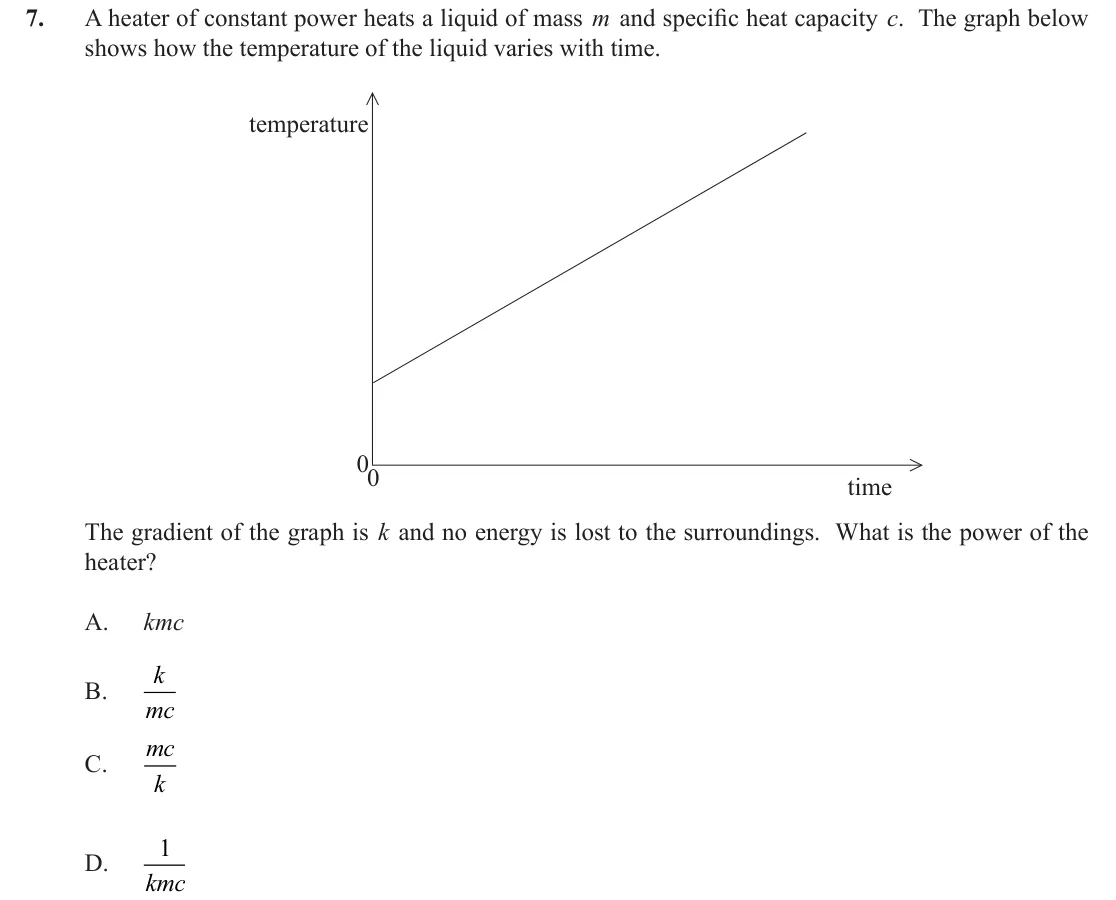 7. A heater of constant power heats a liquid of mass m and specific heat capacity c. The graph below
shows how the temperature of the liquid varies with time.
temperature
0
0
time
The gradient of the graph is k and no energy is lost to the surroundings. What is the power of the
heater?
A. kmc
B. k
mc
C. mc
k
D. 1
kmc